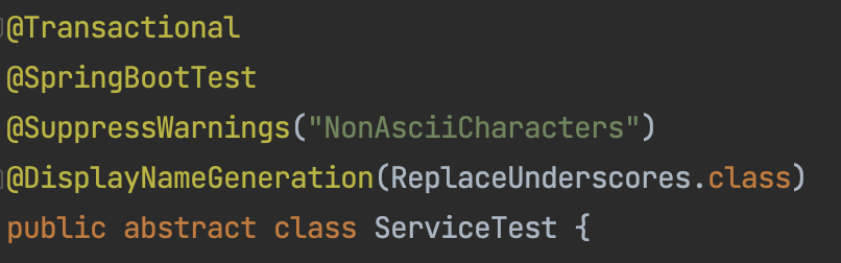 @Transactional
@SpringBootTest
@SuppressWarnings("NonAsciiCharacters")
@DisplayNameGeneration(ReplaceUnderscores.class)
public abstract class ServiceTest {